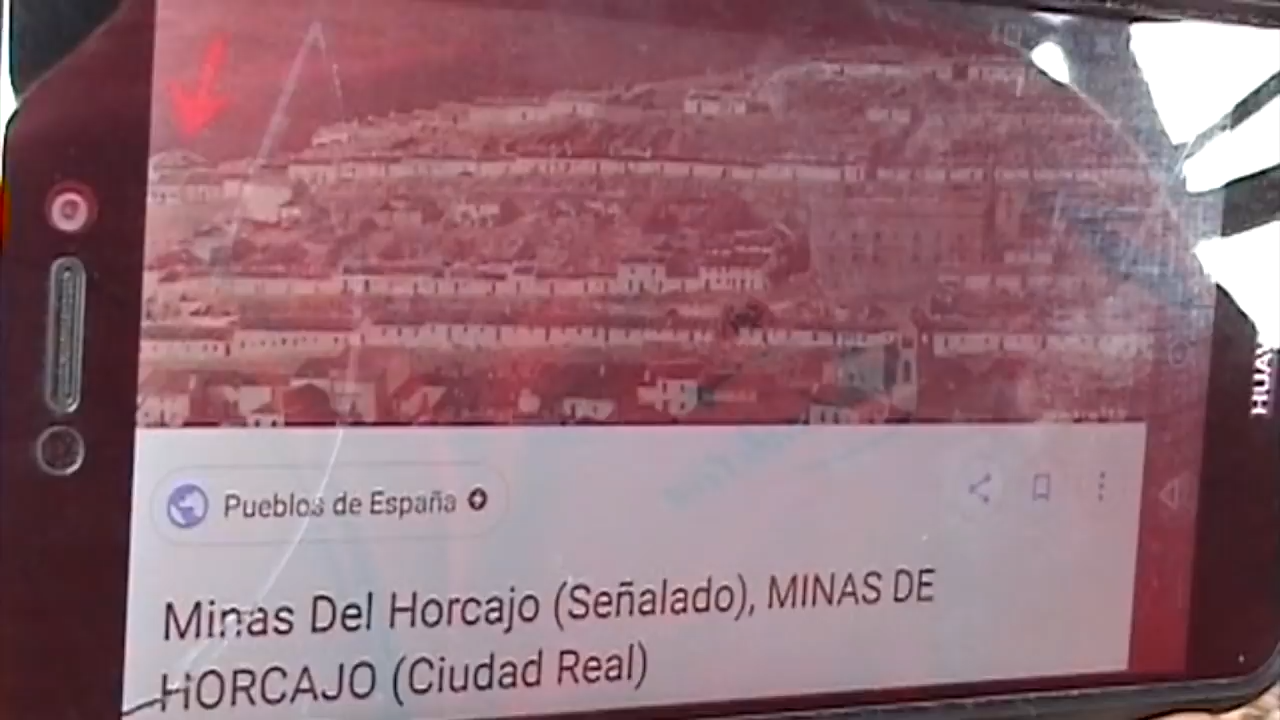 Pueblos de España
Minas Del Horcajo (Señalado), MINAS DE
HORCAJO (Ciudad Real)